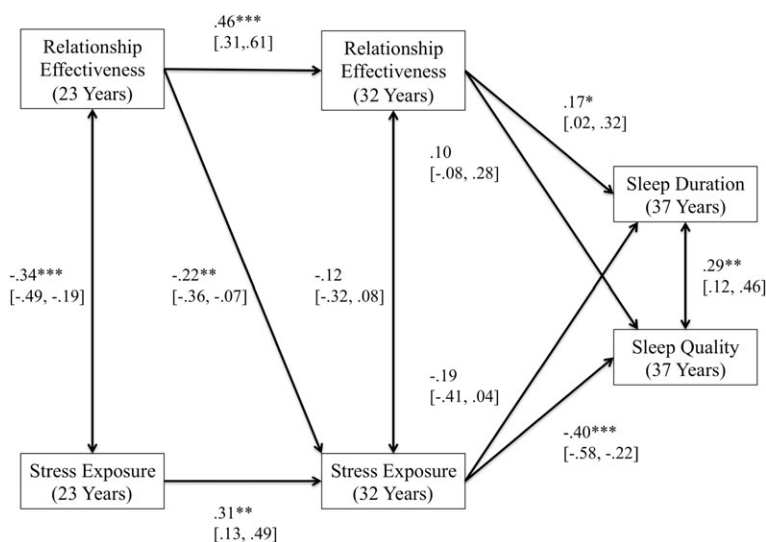 .46***
[.31,.61]
Relationship
Effectiveness
(23 Years)
Relationship
Effectiveness
(32 Years)
.17*
[.02, .32]
.10
[-.08, .28]
Sleep Duration
(37 Years)
-.34***
[-.49, -.19]
-.22**
[-.36, -.07]
-.12
[-.32, .08]
.29**
[.12, .46]
Sleep Quality
(37 Years)
-.19
[-.41, .04]
-.40***
[-.58, -.22]
Stress Exposure
(23 Years)
Stress Exposure
(32 Years)
.31**
[.13, .49]